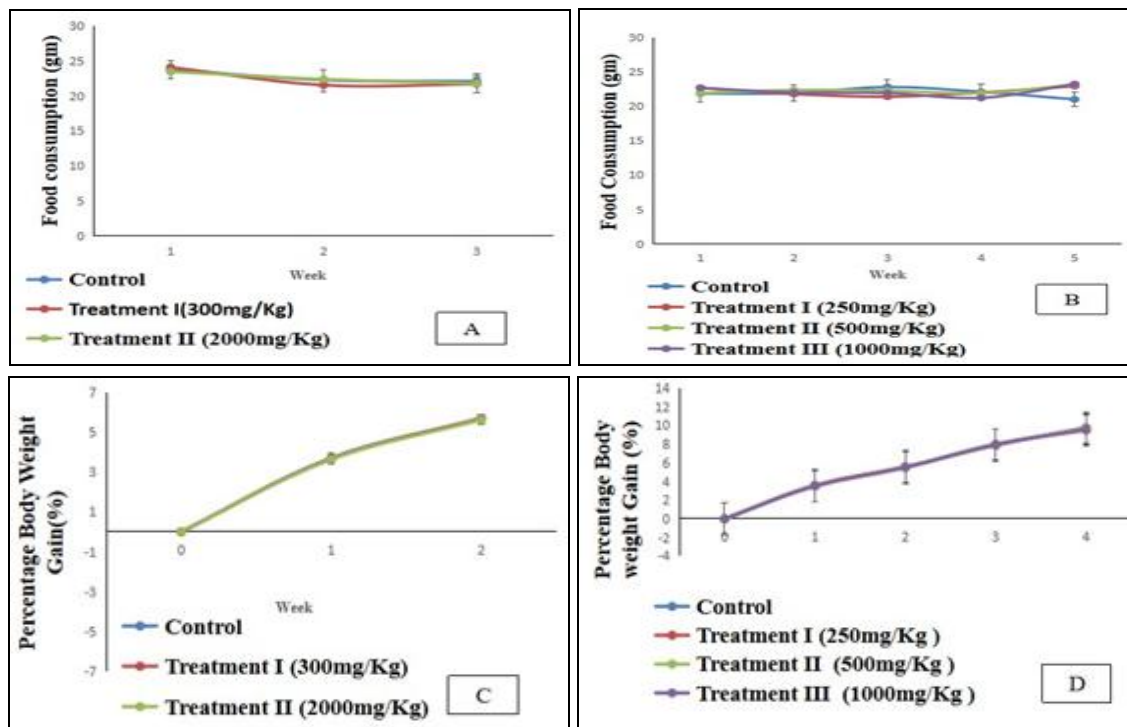 Food consumption (gm)
30
25
20
15
10
5
0
1
2
3
Week
Control
Treatment I(300mg/Kg)
Treatment II (2000mg/Kg)
A
Food Consumption (gm)
30
25
20
15
10
5
0
1
2
3
4
5
Week
Control
Treatment I (250mg/Kg)
Treatment II (500mg/Kg)
Treatment III (1000mg/Kg)
B
Percentage Body Weight
Gain(%)
7
5
3
1
-1
-3
-5
-7
0
1
2
Week
Control
Treatment I (300mg/Kg)
Treatment II (2000mg/Kg)
C
Percentage Body
weight Gain (%)
14
12
10
8
6
4
2
0
-2
-4
0
1
2
3
4
Control
Treatment I (250mg/Kg )
Treatment II (500mg/Kg )
Treatment III (1000mg/Kg )
D